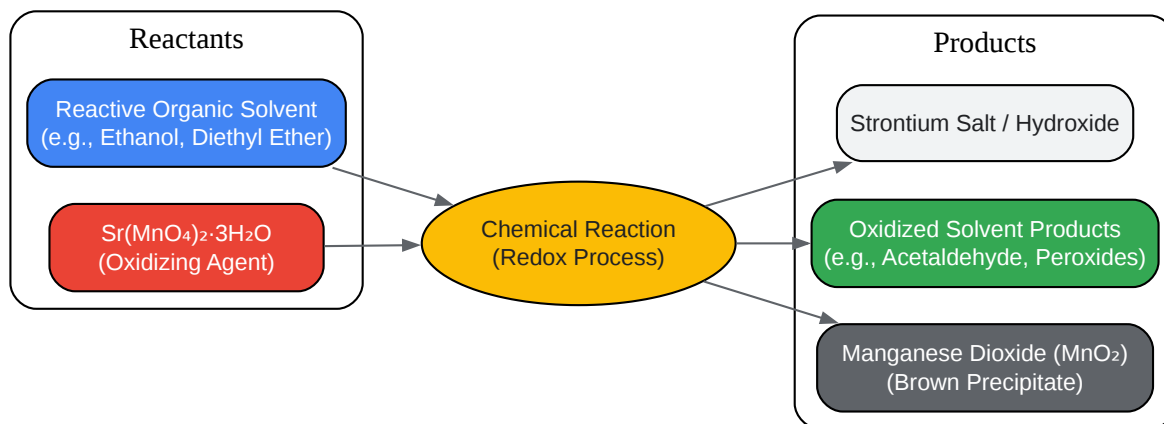 Reactants
Reactive Organic Solvent
(e.g., Ethanol, Diethyl Ether)
Sr(MnO₄)₂·3H₂O
(Oxidizing Agent)
Chemical Reaction
(Redox Process)
Products
Strontium Salt / Hydroxide
Oxidized Solvent Products
(e.g., Acetaldehyde, Peroxides)
Manganese Dioxide (MnO₂)
(Brown Precipitate)